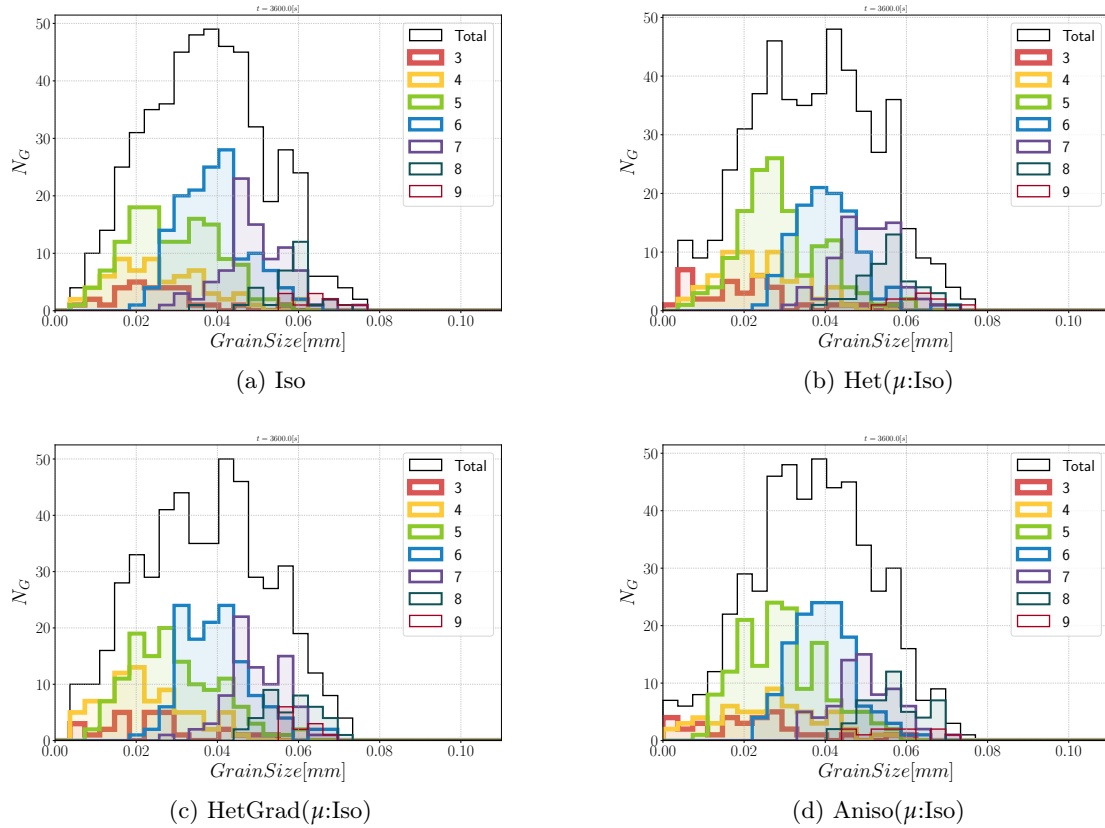 t = 3600.0[s]
50
40
30
20
10
0
N_G
0.00 0.02 0.04 0.06 0.08 0.10
GrainSize[mm]
Total
3
4
5
6
7
8
9
(a) Iso
t = 3600.0[s]
50
40
30
20
10
0
N_G
0.00 0.02 0.04 0.06 0.08 0.10
GrainSize[mm]
Total
3
4
5
6
7
8
9
(b) Het(μ:Iso)
t = 3600.0[s]
50
40
30
20
10
0
N_G
0.00 0.02 0.04 0.06 0.08 0.10
GrainSize[mm]
Total
3
4
5
6
7
8
9
(c) HetGrad(μ:Iso)
t = 3600.0[s]
50
40
30
20
10
0
N_G
0.00 0.02 0.04 0.06 0.08 0.10
GrainSize[mm]
Total
3
4
5
6
7
8
9
(d) Aniso(μ:Iso)